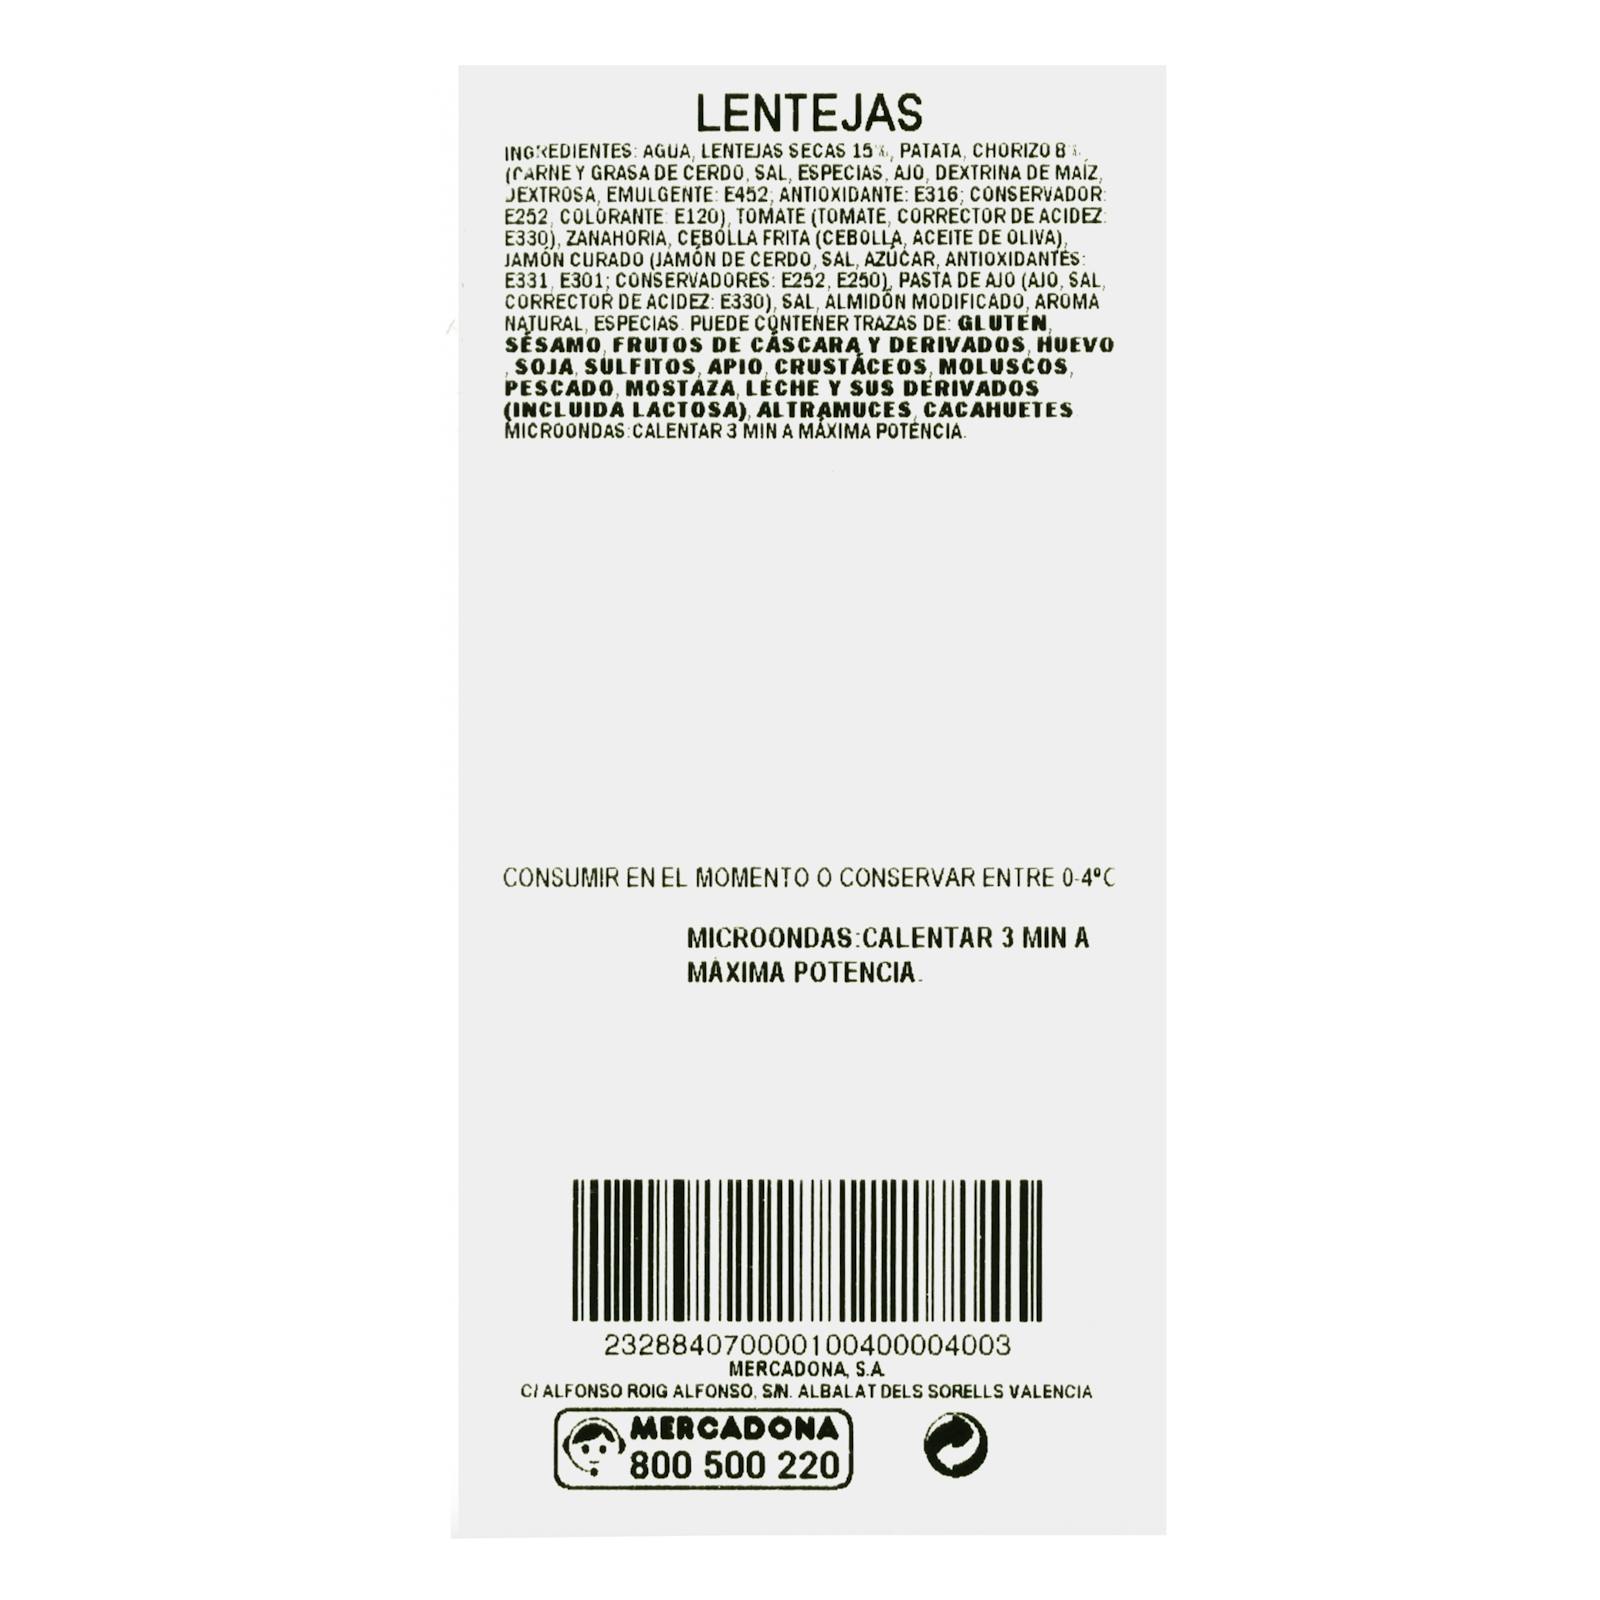 LENTEJAS
INGREDIENTES: AGUA, LENTEJAS SECAS 15%, PATATA, CHORIZO 8%
(CARNE Y GRASA DE CERDO, SAL, ESPECIAS, AJO, DEXTRINA DE MAÍZ,
DEXTROSA, EMULGENTE: E452, ANTIOXIDANTE: E316; CONSERVADOR:
E252, COLORANTE: E120), TOMATE (TOMATE, CORRECTOR DE ACIDEZ:
E330), ZANAHORIA, CEBOLLA FRITA (CEBOLLA, ACEITE DE OLIVA),
JAMÓN CURADO (JAMÓN DE CERDO, SAL, AZÚCAR, ANTIOXIDANTES:
E331, E301; CONSERVADORES: E252, E250), PASTA DE AJO (AJO, SAL,
CORRECTOR DE ACIDEZ: E330), SAL, ALMIDÓN MODIFICADO, AROMA
NATURAL, ESPECIAS. PUEDE CONTENER TRAZAS DE: GLUTEN,
SÉSAMO, FRUTOS DE CÁSCARA Y DERIVADOS, HUEVO
, SOJA, SULFITOS, APIO, CRUSTÁCEOS, MOLUSCOS,
PESCADO, MOSTAZA, LECHE Y SUS DERIVADOS
(INCLUIDA LACTOSA), ALTRAMUCES, CACAHUETES
MICROONDAS:CALENTAR 3 MIN A MÁXIMA POTENCIA.
CONSUMIR EN EL MOMENTO O CONSERVAR ENTRE 0-4ºC
MICROONDAS:CALENTAR 3 MIN A
MÁXIMA POTENCIA.
2328840700001004000040​03
MERCADONA, S.A.
C/ ALFONSO ROIG ALFONSO, S/N. ALBALAT DELS SORELLS VALENCIA
MERCADONA
800 500 220